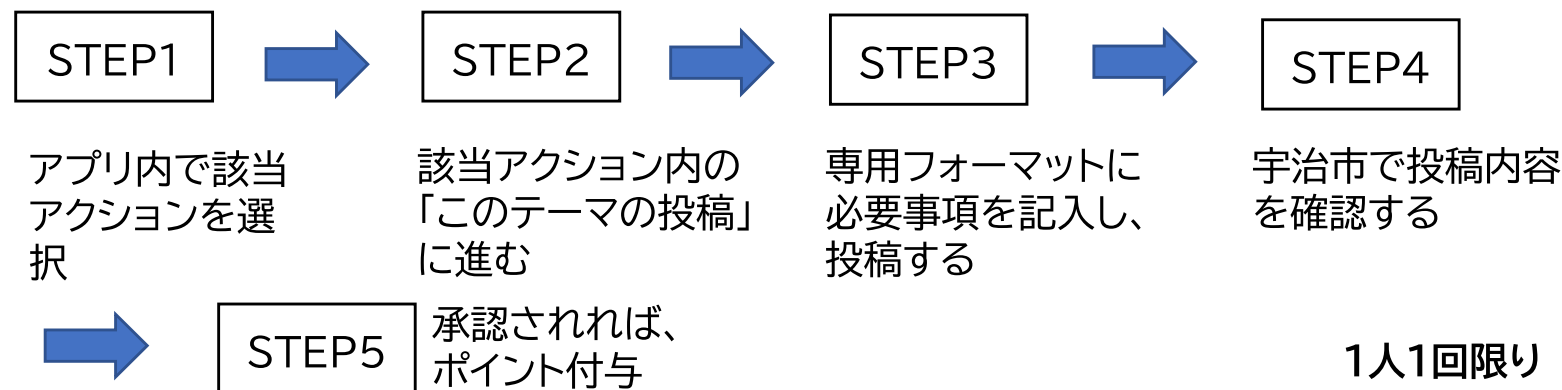 STEP1
アプリ内で該当
アクションを選
択
STEP2
該当アクション内の
「このテーマの投稿」
に進む
STEP3
専用フォーマットに
必要事項を記入し、
投稿する
STEP4
宇治市で投稿内容
を確認する
STEP5
承認されれば、
ポイント付与
1人1回限り